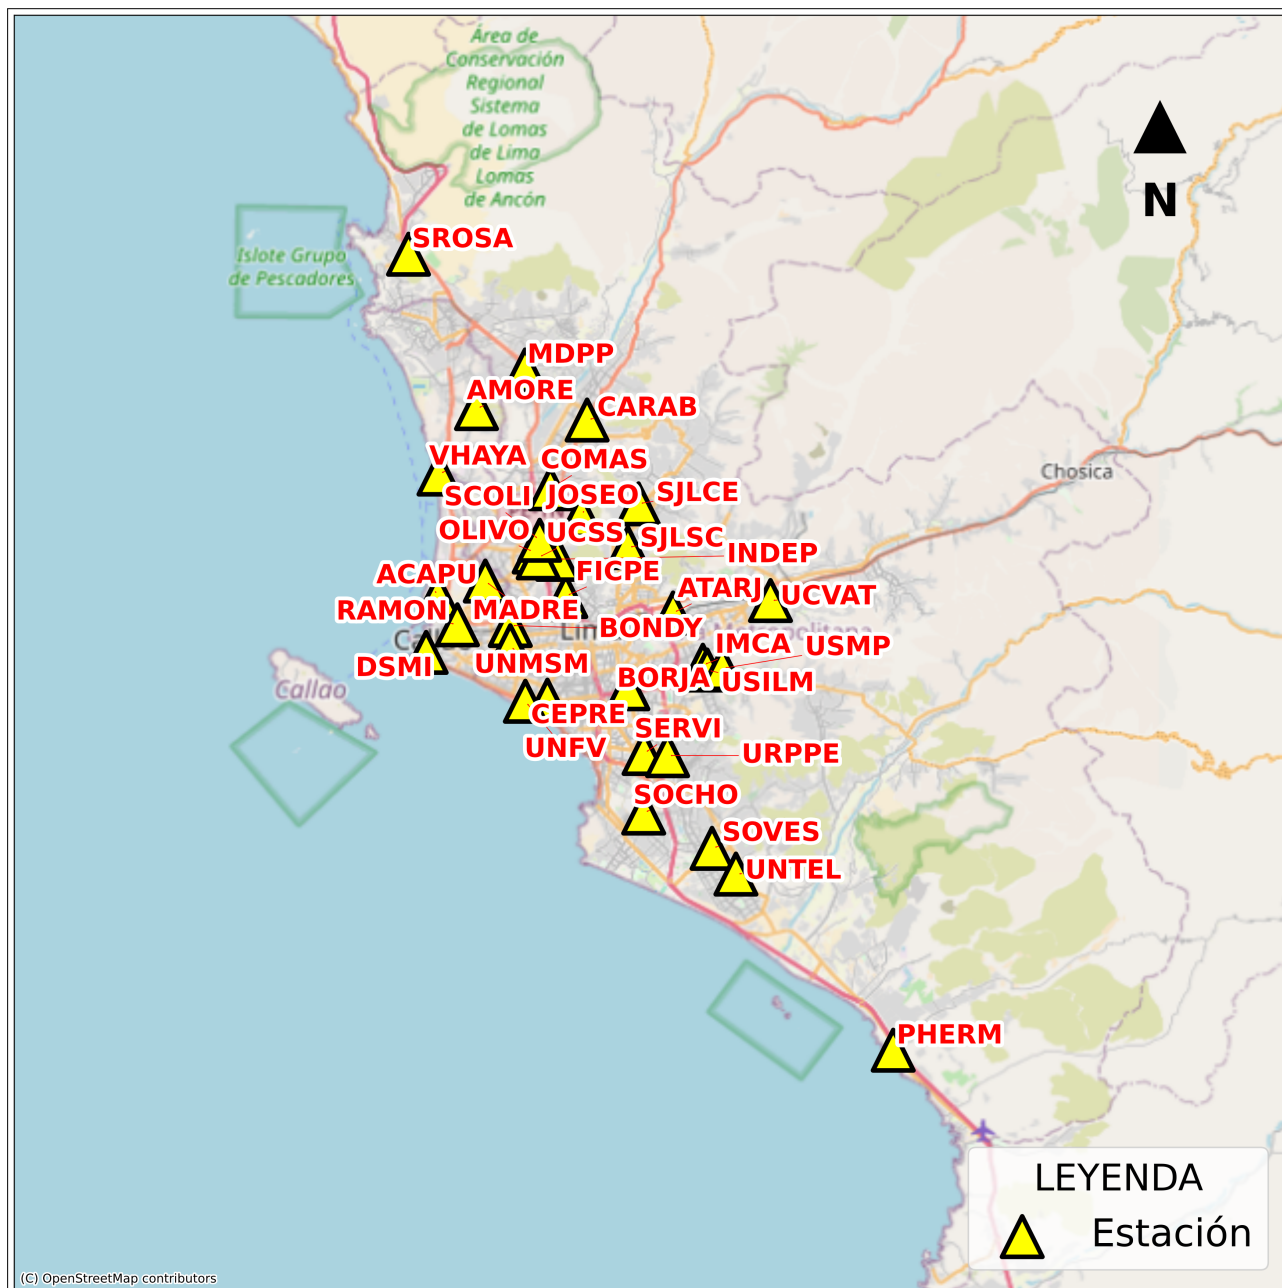 Área de
Conservación
Regional
Sistema
de Lomas
de Lima
Lomas
de Ancón
N
SROSA
Islote Grupo
de Pescadores
MDPP
AMORE
CARAB
VHAYA
COMAS
Chosica
SCOLI
JOSEO
SJLCE
OLIVO
UCSS
SJLSC
INDEP
ACAPU
FICPE
ATARJ
UCVAT
RAMON
MADRE
BONDY
IMCA
USMP
DSMI
UNMSM
BORJA
USILM
Callao
CEPRE
SERVI
UNFV
URPPE
SOCHO
SOVES
UNTEL
PHERM
LEYENDA
Estación
(C) OpenStreetMap contributors